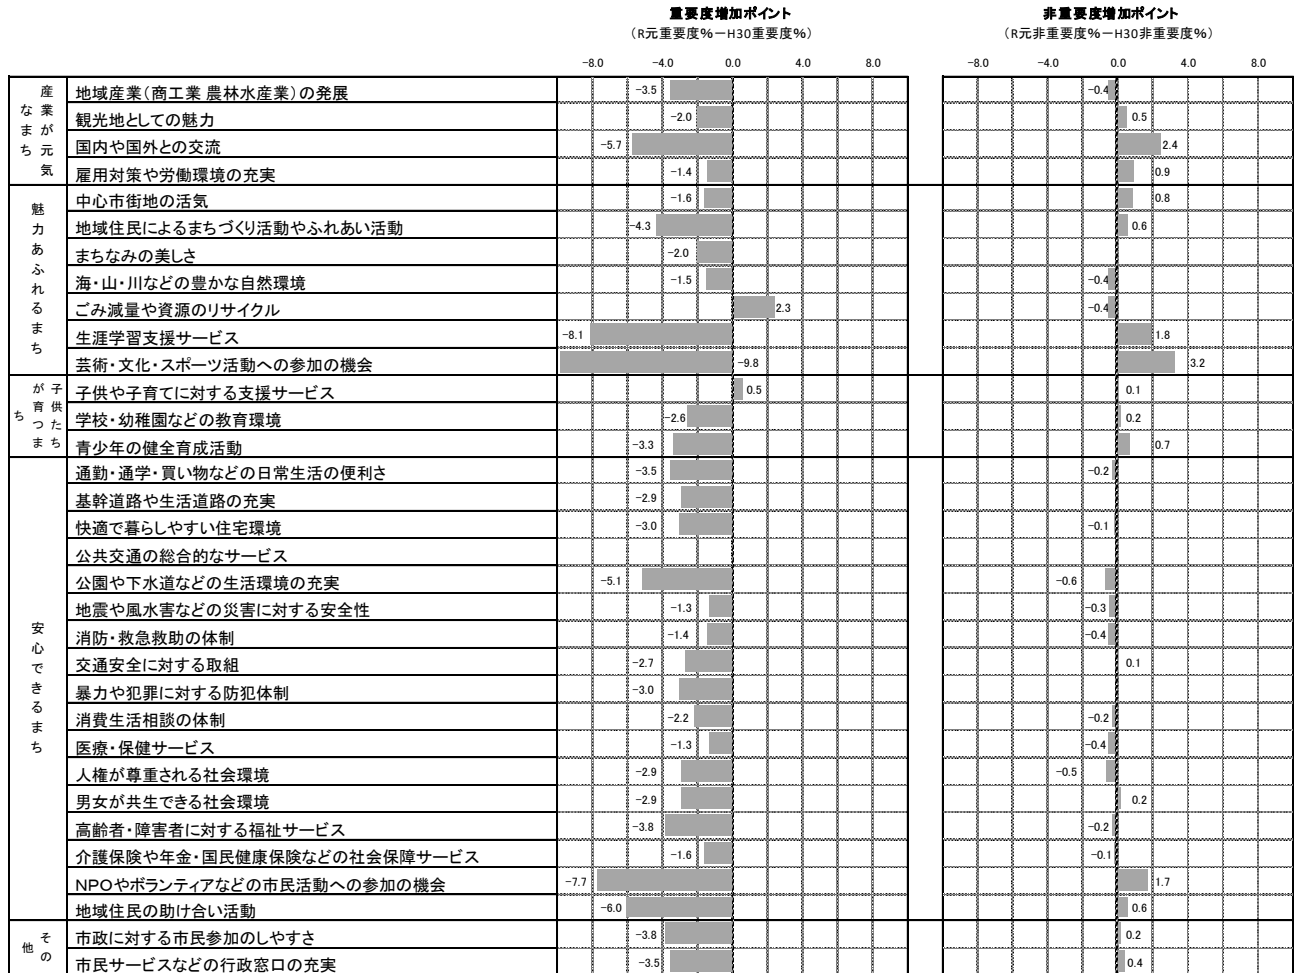 重要度増加ポイント 非重要度増加ポイント
（R元重要度％－H30重要度％） （R元非重要度％－H30非重要度％）
-8.0 -4.0 0.0 4.0 8.0 -8.0 -4.0 0.0 4.0 8.0
産業が元気なまち
地域産業（商工業 農林水産業）の発展 -3.5 -0.4
観光地としての魅力 -2.0 0.5
国内や国外との交流 -5.7 2.4
雇用対策や労働環境の充実 -1.4 0.9
魅力あふれるまち
中心市街地の活気 -1.6 0.8
地域住民によるまちづくり活動やふれあい活動 -4.3 0.6
まちなみの美しさ -2.0
海・山・川などの豊かな自然環境 -1.5 -0.4
ごみ減量や資源のリサイクル 2.3 -0.4
生涯学習支援サービス -8.1 1.8
芸術・文化・スポーツ活動への参加の機会 -9.8 3.2
子供たちが育つまち
子供や子育てに対する支援サービス 0.5 0.1
学校・幼稚園などの教育環境 -2.6 0.2
青少年の健全育成活動 -3.3 0.7
安心できるまち
通勤・通学・買い物などの日常生活の便利さ -3.5 -0.2
基幹道路や生活道路の充実 -2.9
快適で暮らしやすい住宅環境 -3.0 -0.1
公共交通の総合的なサービス
公園や下水道などの生活環境の充実 -5.1 -0.6
地震や風水害などの災害に対する安全性 -1.3 -0.3
消防・救急救助の体制 -1.4 -0.4
交通安全に対する取組 -2.7 0.1
暴力や犯罪に対する防犯体制 -3.0
消費生活相談の体制 -2.2 -0.2
医療・保健サービス -1.3 -0.4
人権が尊重される社会環境 -2.9 -0.5
男女が共生できる社会環境 -2.9 0.2
高齢者・障害者に対する福祉サービス -3.8 -0.2
介護保険や年金・国民健康保険などの社会保障サービス -1.6 -0.1
NPOやボランティアなどの市民活動への参加の機会 -7.7 1.7
地域住民の助け合い活動 -6.0 0.6
その他
市政に対する市民参加のしやすさ -3.8 0.2
市民サービスなどの行政窓口の充実 -3.5 0.4